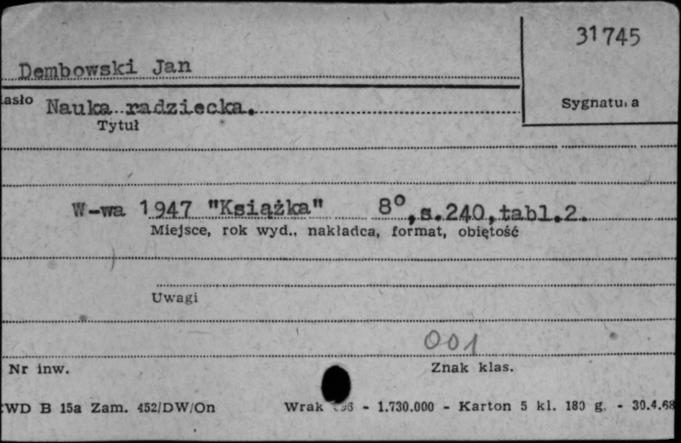 31745
Dembowski Jan
asło Nauka radziecka.
Sygnatu a
Tytuł
W-wa 1947 "Książka" 8°, s.240, tabl.2.
Miejsce, rok wyd., nakładca, format, objętość
Uwagi
001
Nr inw.
Znak klas.
WD B 15a Zam. 452/DW/On Wrak - 1.730.000 - Karton 5 kl. 180 g. - 30.4.68